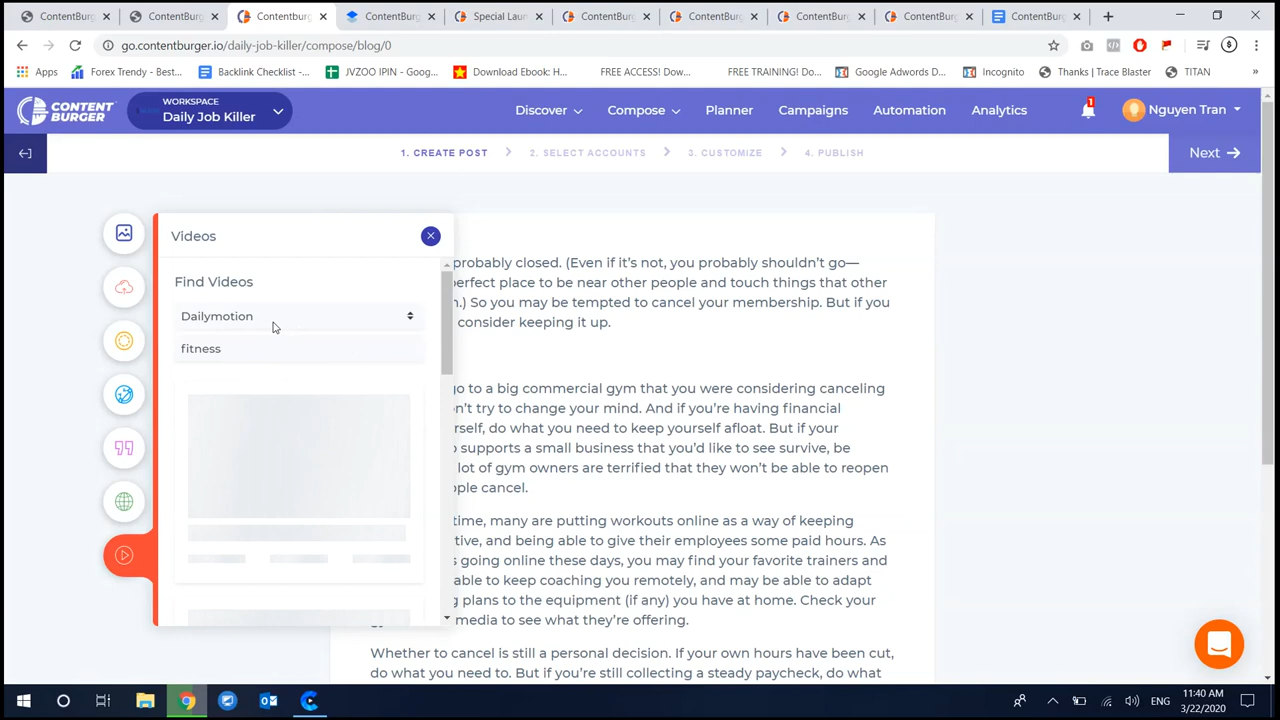 ContentBurg
ContentBurg
Contentburg
ContentBurg
Special Laun
ContentBurg
ContentBurg
ContentBurg
ContentBurg
ContentBurg
go.contentburger.io/daily-job-killer/compose/blog/0
Apps
Forex Trendy - Best...
Backlink Checklist -...
JVZOO IPIN - Googl...
Download Ebook: H...
FREE ACCESS! Dow...
FREE TRAINING! Do...
Google Adwords D...
Incognito
Thanks | Trace Blaster
TITAN
CONTENT BURGER
WORKSPACE
Daily Job Killer
Discover
Compose
Planner
Campaigns
Automation
Analytics
1
Nguyen Tran
1. CREATE POST
2. SELECT ACCOUNTS
3. CUSTOMIZE
4. PUBLISH
Next
Videos
Find Videos
Dailymotion
fitness
probably closed. (Even if it's not, you probably shouldn't go—
perfect place to be near other people and touch things that other
n.) So you may be tempted to cancel your membership. But if you
consider keeping it up.
go to a big commercial gym that you were considering canceling
n't try to change your mind. And if you're having financial
rself, do what you need to keep yourself afloat. But if your
o supports a small business that you'd like to see survive, be
lot of gym owners are terrified that they won't be able to reopen
ople cancel.
time, many are putting workouts online as a way of keeping
tive, and being able to give their employees some paid hours. As
s going online these days, you may find your favorite trainers and
able to keep coaching you remotely, and may be able to adapt
g plans to the equipment (if any) you have at home. Check your
media to see what they're offering.
Whether to cancel is still a personal decision. If your own hours have been cut,
do what you need to. But if you're still collecting a steady paycheck, do what
ENG
11:40 AM
3/22/2020